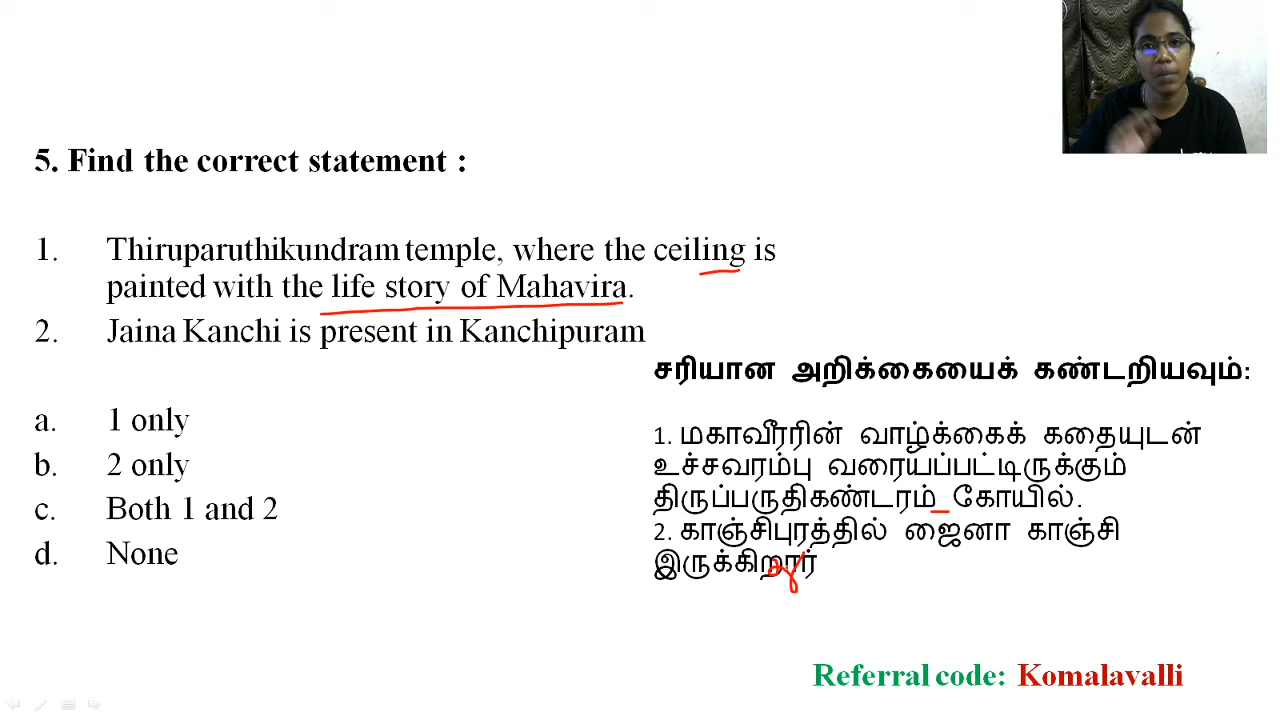 5. Find the correct statement :
1. Thiruparuthikundram temple, where the ceiling is
painted with the life story of Mahavira.
2. Jaina Kanchi is present in Kanchipuram
a. 1 only
b. 2 only
c. Both 1 and 2
d. None
சரியான அறிக்கையைக் கண்டறியவும்:
1. மகாவீரரின் வாழ்க்கைக் கதையுடன்
உச்சவரம்பு வரையப்பட்டிருக்கும்
திருப்பருதிகண்டரம் கோயில்.
2. காஞ்சிபுரத்தில் ஜைனா காஞ்சி
இருக்கிறார்
Referral code: Komalavalli